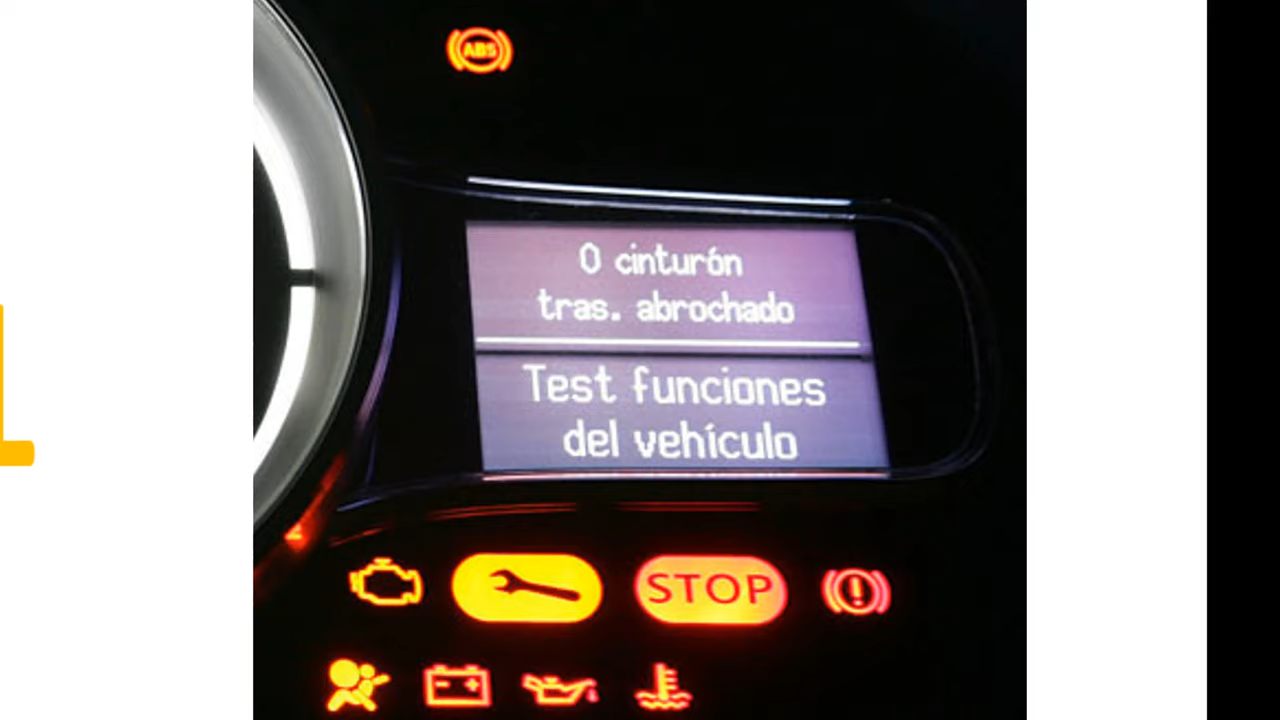 ABS
0 cinturón
tras. abrochado
Test funciones
del vehículo
STOP